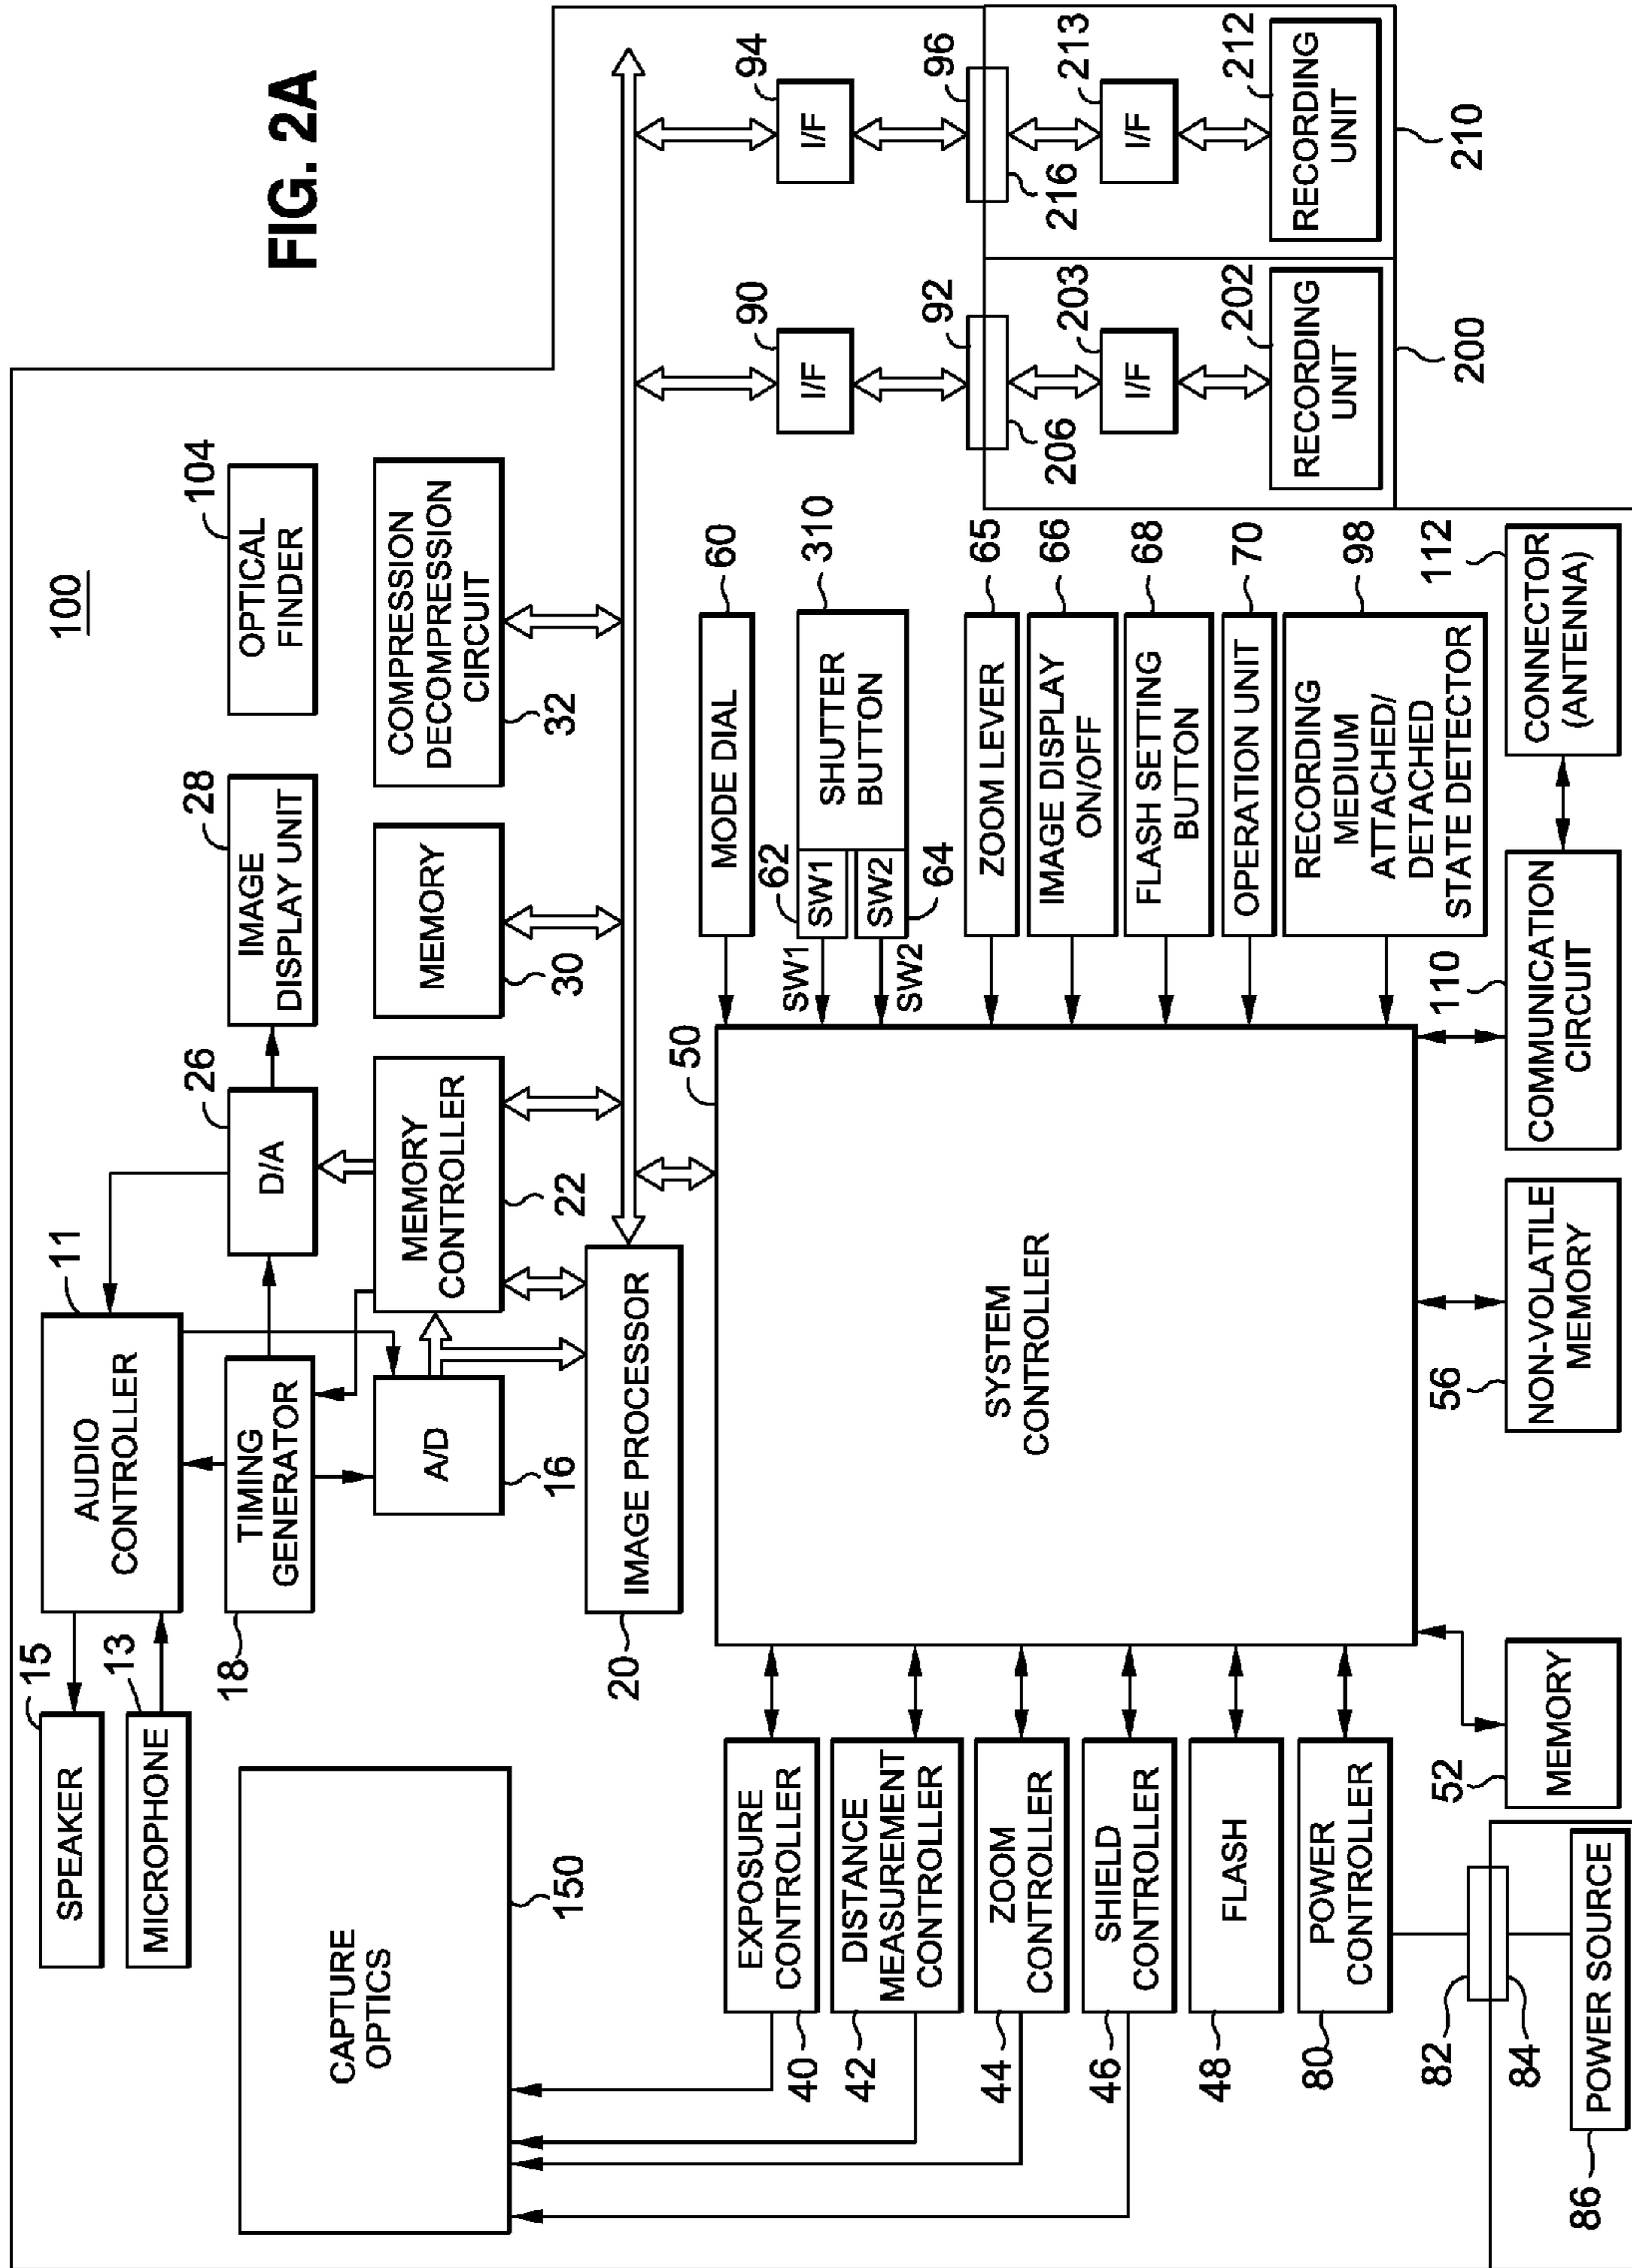 FIG. 2A
100
SPEAKER
15
MICROPHONE
13
AUDIO
CONTROLLER
11
TIMING
GENERATOR
18
D/A
26
IMAGE
DISPLAY UNIT
28
OPTICAL
FINDER
104
CAPTURE
OPTICS
150
A/D
16
MEMORY
CONTROLLER
22
MEMORY
30
COMPRESSION
DECOMPRESSION
CIRCUIT
32
IMAGE PROCESSOR
20
EXPOSURE
CONTROLLER
40
DISTANCE
MEASUREMENT
CONTROLLER
42
ZOOM
CONTROLLER
44
SHIELD
CONTROLLER
46
FLASH
48
POWER
CONTROLLER
80
82
84
POWER SOURCE
86
SYSTEM
CONTROLLER
50
MEMORY
52
NON-VOLATILE
MEMORY
56
COMMUNICATION
CIRCUIT
110
CONNECTOR
(ANTENNA)
112
MODE DIAL
60
SHUTTER
BUTTON
310
SW1
62
SW1
SW2
64
SW2
ZOOM LEVER
65
IMAGE DISPLAY
ON/OFF
66
FLASH SETTING
BUTTON
68
OPERATION UNIT
70
RECORDING
MEDIUM
ATTACHED/
DETACHED
STATE DETECTOR
98
I/F
90
92
206
I/F
203
RECORDING
UNIT
202
200
I/F
94
96
216
I/F
213
RECORDING
UNIT
212
210